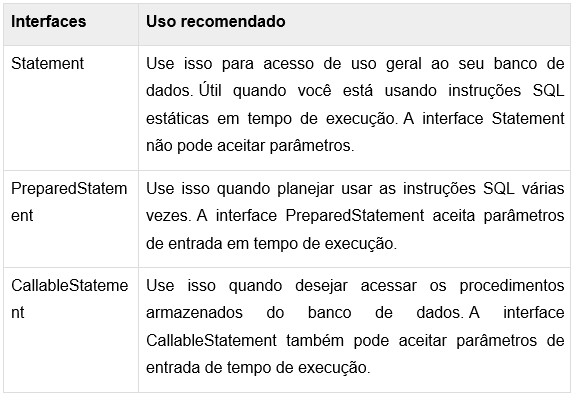 Interfaces Uso recomendado
Statement Use isso para acesso de uso geral ao seu banco de
dados. Útil quando você está usando instruções SQL
estáticas em tempo de execução. A interface Statement
não pode aceitar parâmetros.
PreparedStatem Use isso quando planejar usar as instruções SQL várias
ent vezes. A interface PreparedStatement aceita parâmetros
de entrada em tempo de execução.
CallableStateme Use isso quando desejar acessar os procedimentos
nt armazenados do banco de dados. A interface
CallableStatement também pode aceitar parâmetros de
entrada de tempo de execução.